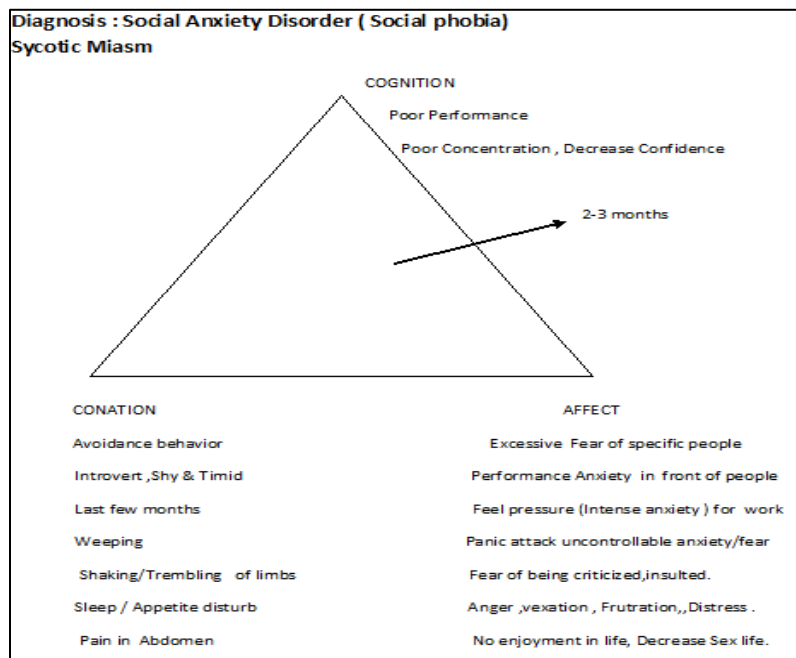 Diagnosis : Social Anxiety Disorder ( Social phobia)
Sycotic Miasm
COGNITION
Poor Performance
Poor Concentration , Decrease Confidence
2-3 months
CONATION
Avoidance behavior
Introvert ,Shy & Timid
Last few months
Weeping
Shaking/Trembling of limbs
Sleep / Appetite disturb
Pain in Abdomen
AFFECT
Excessive Fear of specific people
Performance Anxiety in front of people
Feel pressure (Intense anxiety ) for work
Panic attack uncontrollable anxiety/fear
Fear of being criticized,insulted.
Anger ,vexation , Frutration,,Distress .
No enjoyment in life, Decrease Sex life.